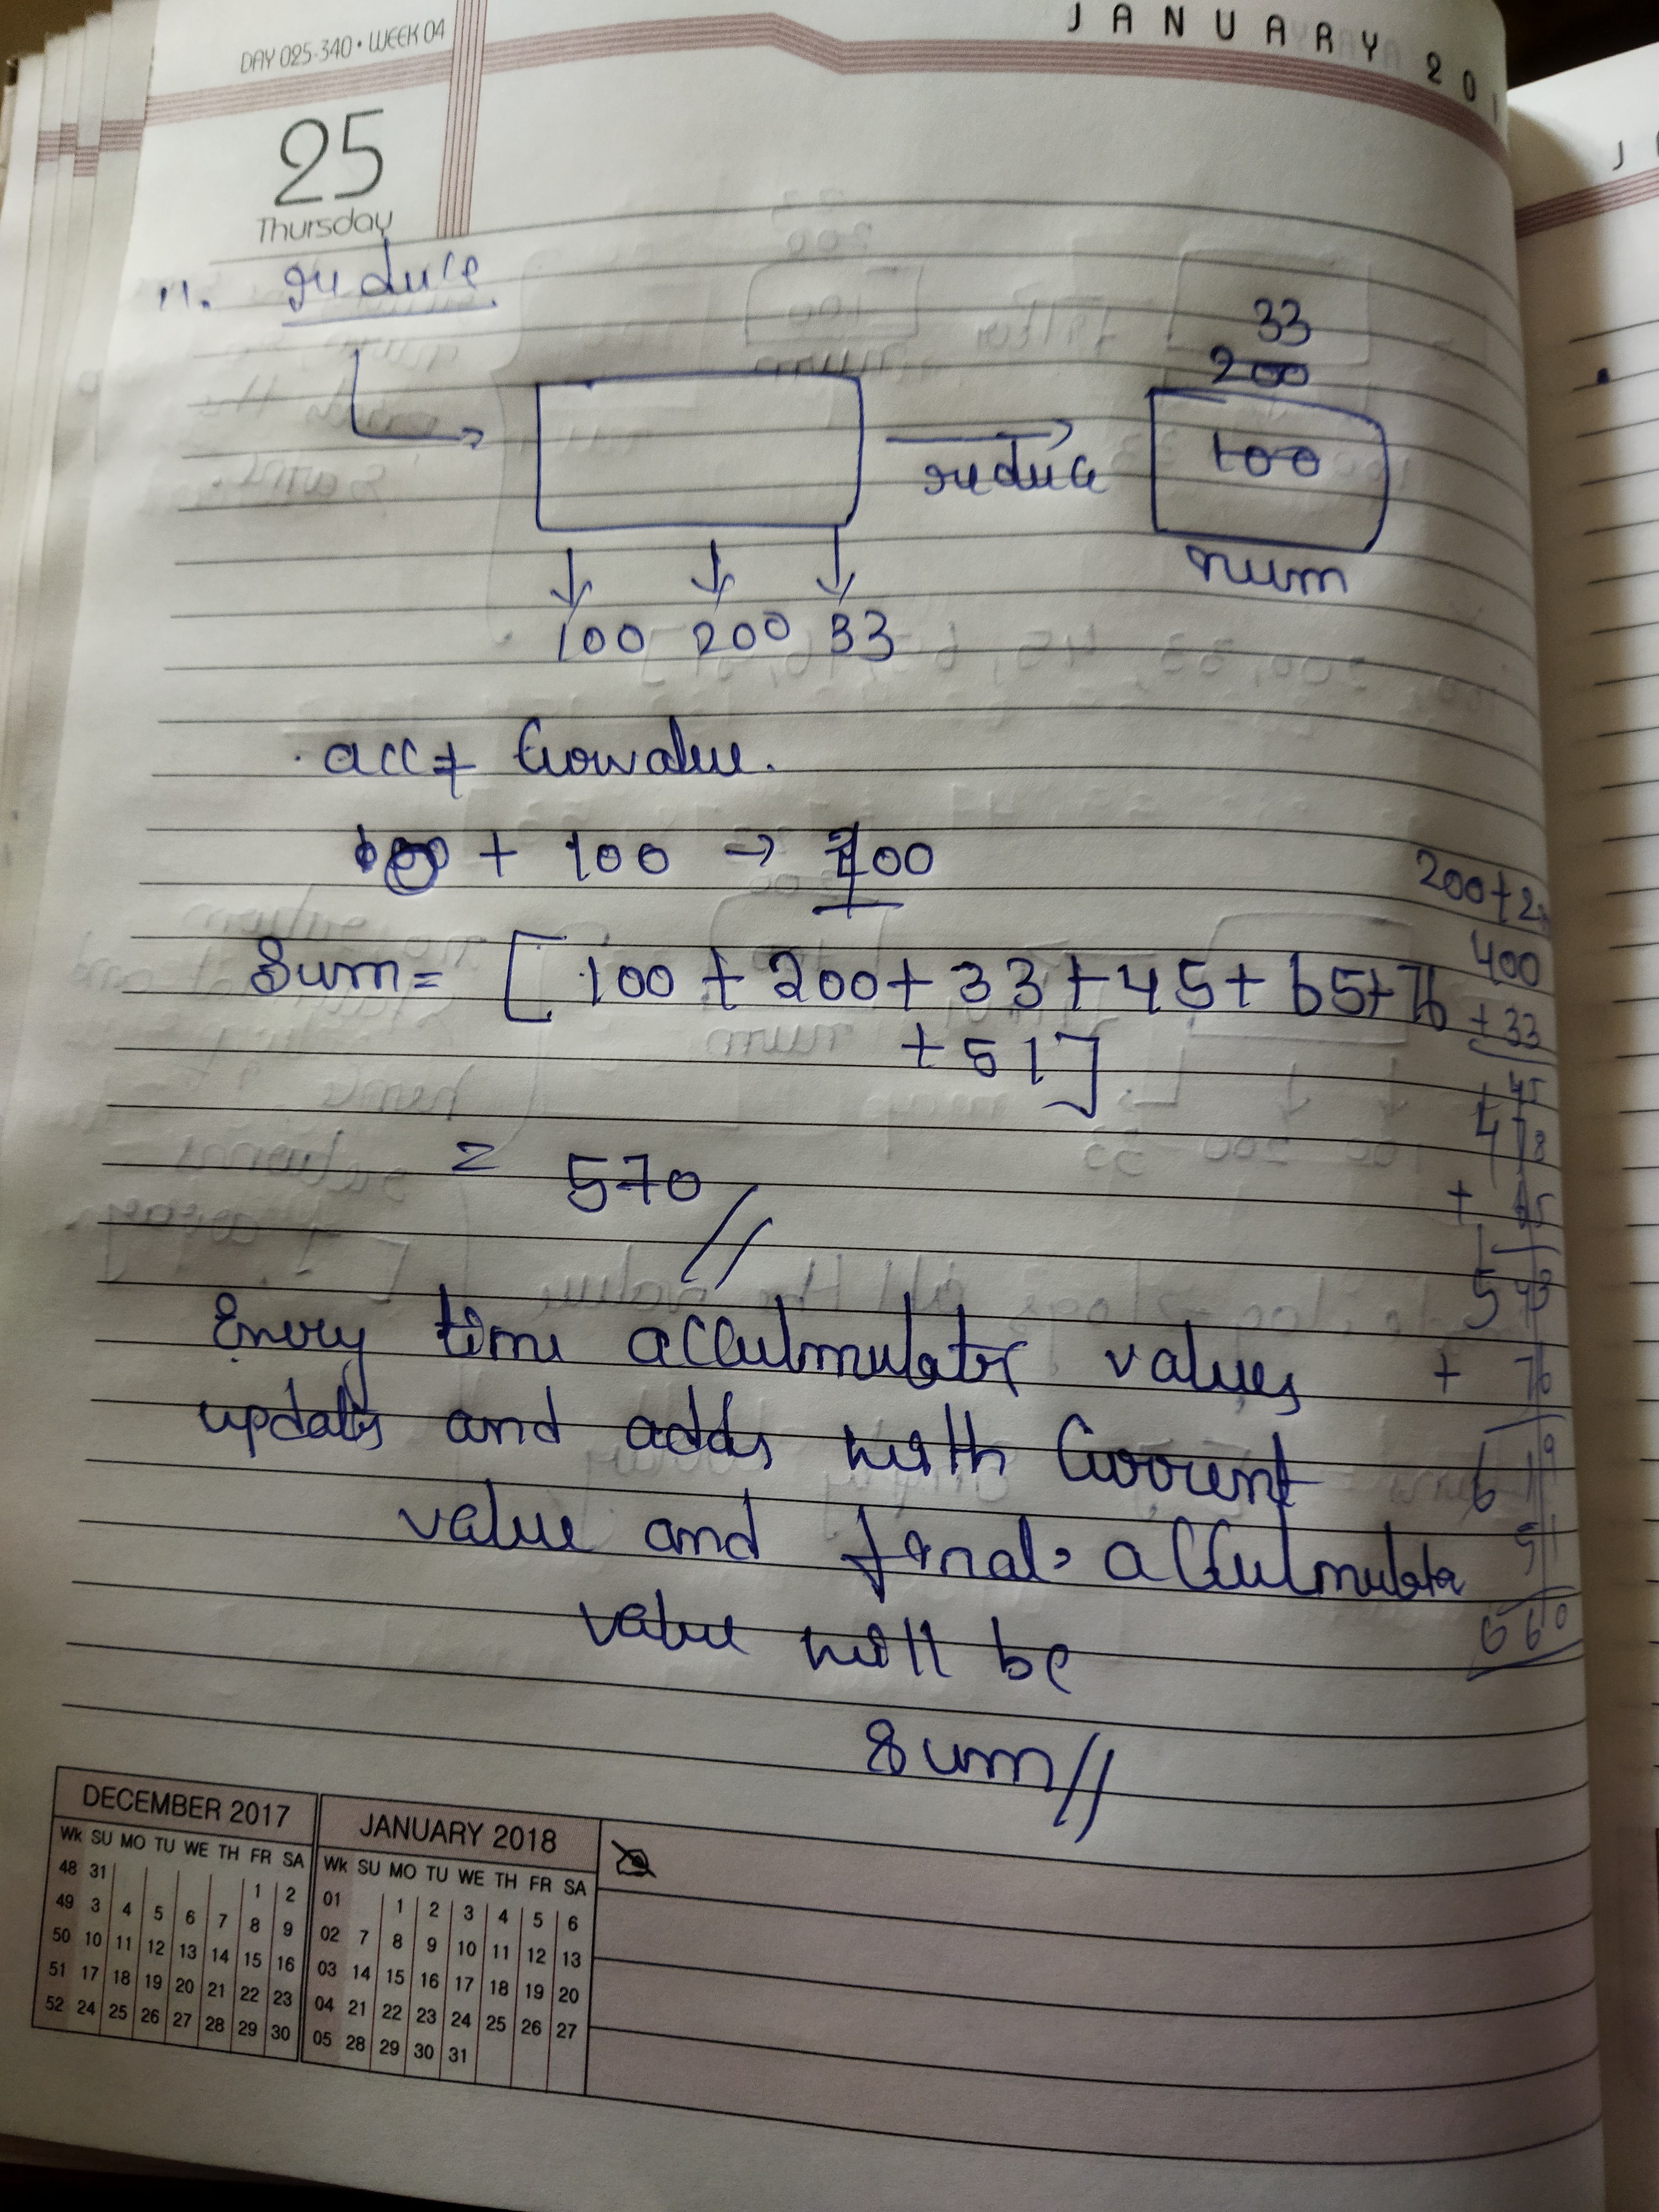 DAY 025-340 • WEEK 04
JANUARY 201
25
Thursday
11. reduce
33
200
100
reduce
num
100 200 33
acc + Curvalue.
+ 100 → 100
200+2
Sum = [100 + 200 + 33 + 45 + 65 + 76
+ 51]
400
+ 33
+ 45
478
= 570 //
+ 65
543
Every time acculmulator values
+ 76
updates and adds with Current
619
value and final acculmulator
51
value will be
660
Sum //
DECEMBER 2017
Wk SU MO TU WE TH FR SA
48 31 1 2
49 3 4 5 6 7 8 9
50 10 11 12 13 14 15 16
51 17 18 19 20 21 22 23
52 24 25 26 27 28 29 30
JANUARY 2018
Wk SU MO TU WE TH FR SA
01 1 2 3 4 5 6
02 7 8 9 10 11 12 13
03 14 15 16 17 18 19 20
04 21 22 23 24 25 26 27
05 28 29 30 31